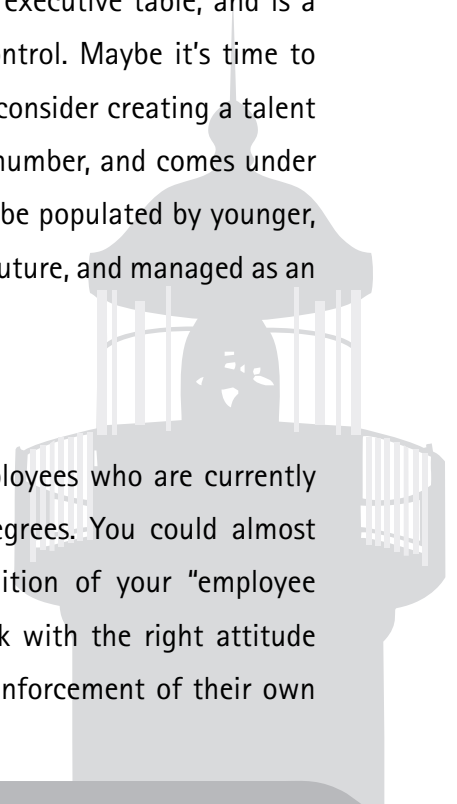 executive table, and is a
ntrol. Maybe it's time to
consider creating a talent
number, and comes under
be populated by younger,
uture, and managed as an
ployees who are currently
egrees. You could almost
ition of your "employee
k with the right attitude
nforcement of their own